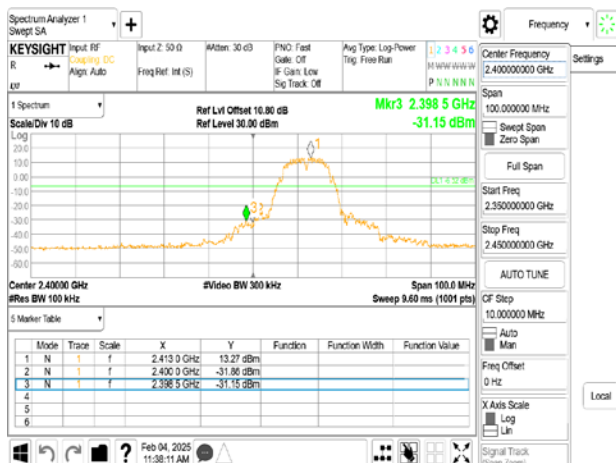 Spectrum Analyzer 1
Swept SA
Frequency
KEYSIGHT
Input: RF
Coupling: DC
Align: Auto
Input Z: 50 Ω
Freq Ref: Int (S)
#Atten: 30 dB
PNO: Fast
Gate: Off
IF Gain: Low
Sig Track: Off
Avg Type: Log-Power
Trig: Free Run
1 2 3 4 5 6
M W W W W W
P N N N N N
R
1 Spectrum
Scale/Div 10 dB
Ref Lvl Offset 10.80 dB
Ref Level 30.00 dBm
Mkr3 2.398 5 GHz
-31.15 dBm
Log
20.0
10.0
0.00
-10.0
-20.0
-30.0
-40.0
-50.0
-60.0
1
3
2
Center 2.40000 GHz
#Res BW 100 kHz
#Video BW 300 kHz
Span 100.0 MHz
Sweep 9.60 ms (1001 pts)
5 Marker Table
Mode Trace Scale X Y Function Function Width Function Value
1 N 1 f 2.413 0 GHz 13.27 dBm
2 N 1 f 2.400 0 GHz -31.86 dBm
3 N 1 f 2.398 5 GHz -31.15 dBm
4
5
6
Feb 04, 2025
11:38:11 AM
Center Frequency
2.400000000 GHz
Settings
Span
100.000000 MHz
Swept Span
Zero Span
Full Span
Start Freq
2.350000000 GHz
Stop Freq
2.450000000 GHz
AUTO TUNE
CF Step
10.000000 MHz
Auto
Man
Freq Offset
0 Hz
X Axis Scale
Log
Lin
Local
Signal Track